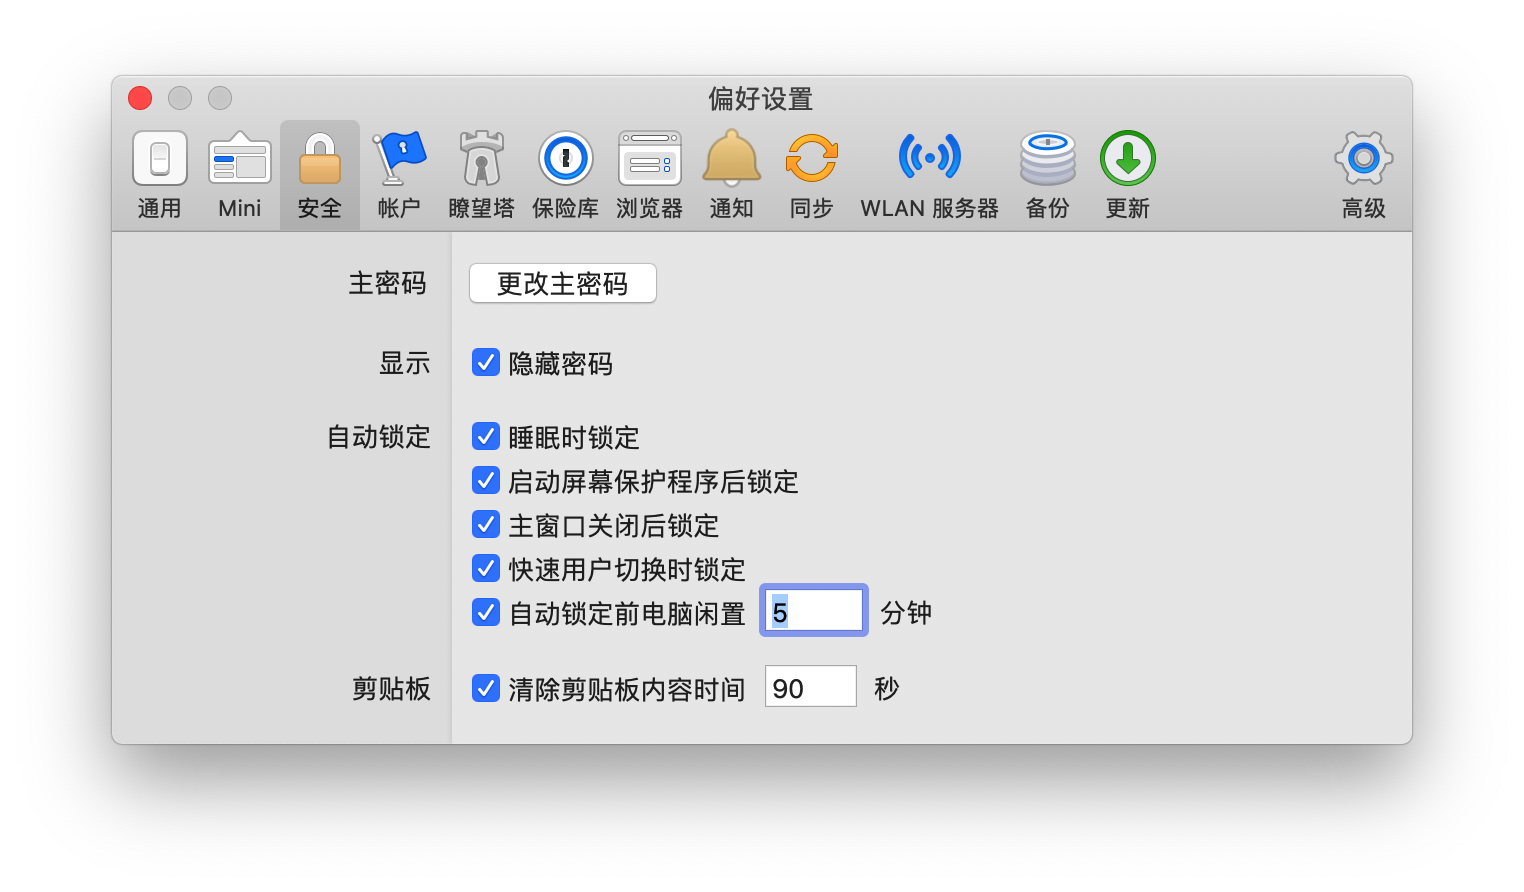 偏好设置
通用 Mini 安全 帐户 瞭望塔 保险库 浏览器 通知 同步 WLAN 服务器 备份 更新 高级
主密码 更改主密码
显示 隐藏密码
自动锁定 睡眠时锁定
启动屏幕保护程序后锁定
主窗口关闭后锁定
快速用户切换时锁定
自动锁定前电脑闲置 5 分钟
剪贴板 清除剪贴板内容时间 90 秒